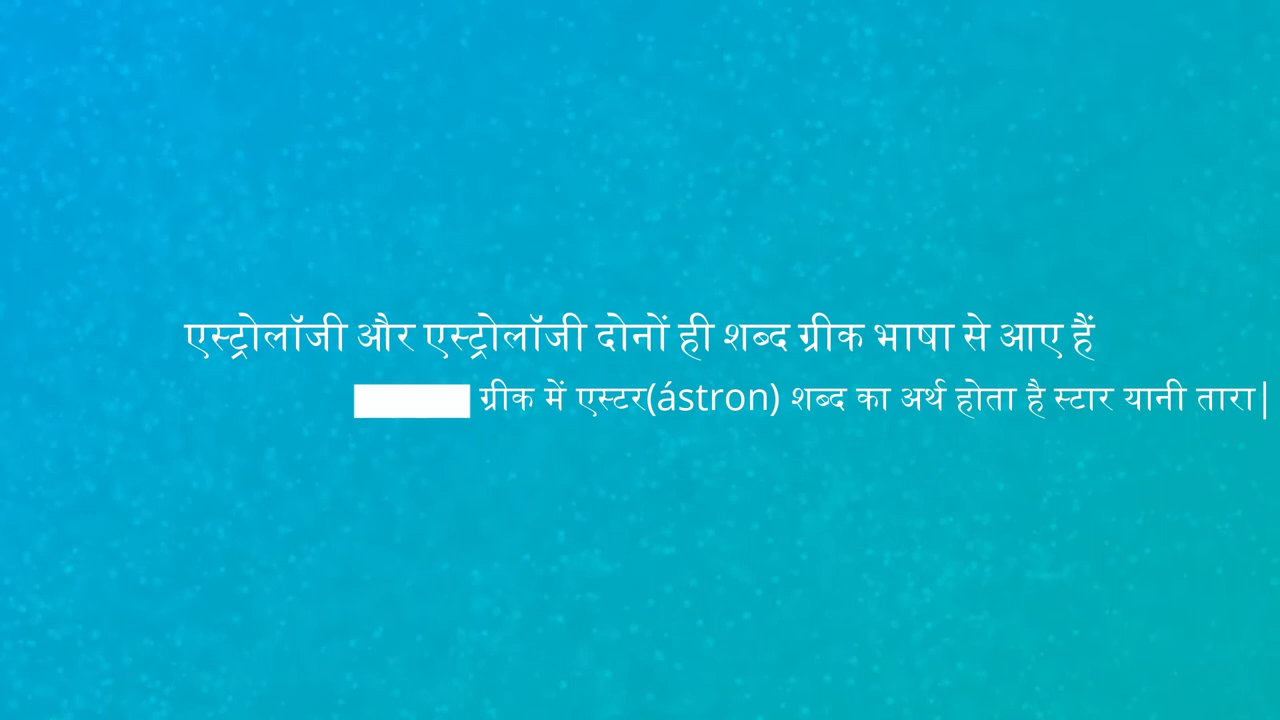 एस्ट्रोलॉजी और एस्ट्रोलॉजी दोनों ही शब्द ग्रीक भाषा से आए हैं
ग्रीक में एस्टर(ástron) शब्द का अर्थ होता है स्टार यानी तारा|